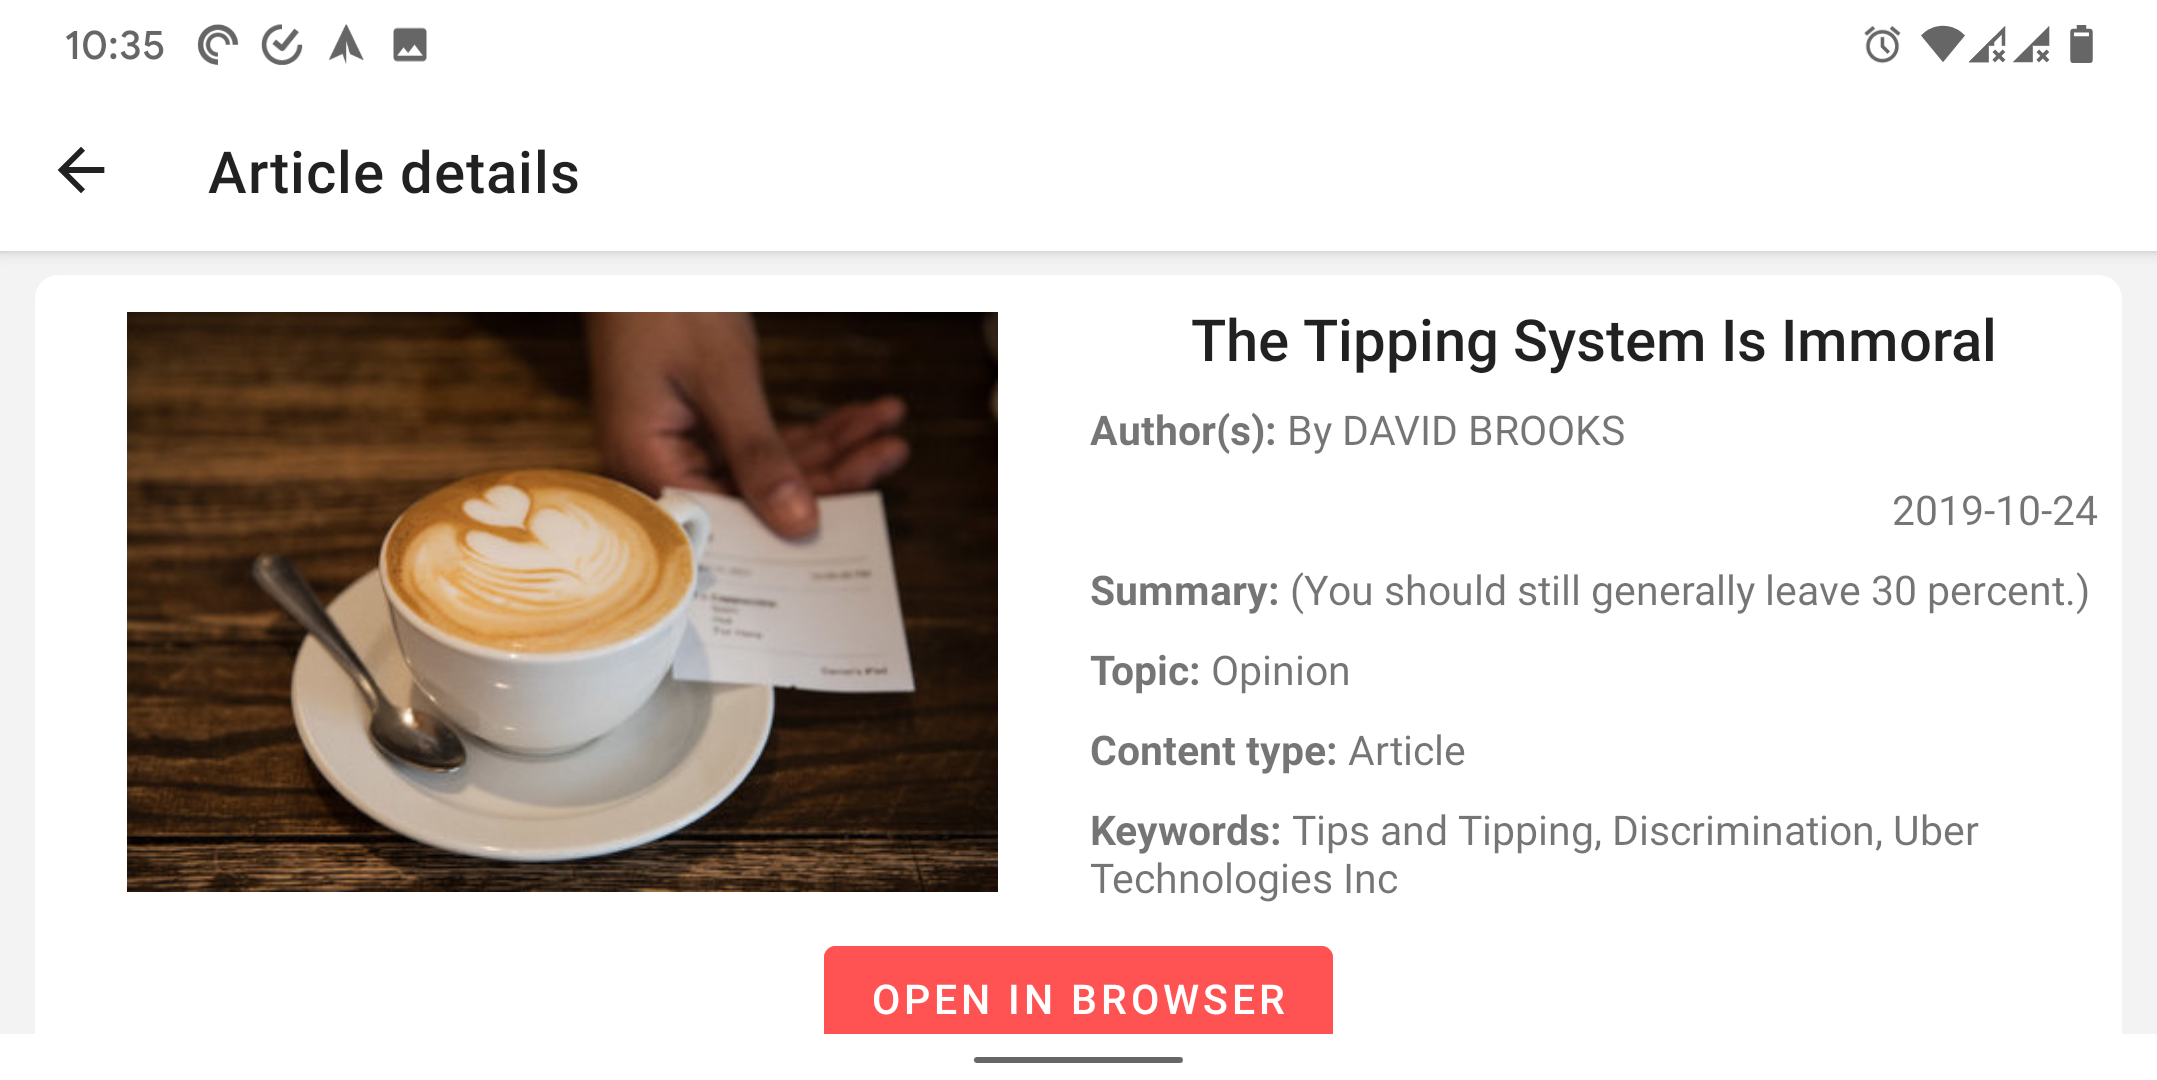 10:35
Article details
The Tipping System Is Immoral
Author(s): By DAVID BROOKS
2019-10-24
Summary: (You should still generally leave 30 percent.)
Topic: Opinion
Content type: Article
Keywords: Tips and Tipping, Discrimination, Uber
Technologies Inc
OPEN IN BROWSER